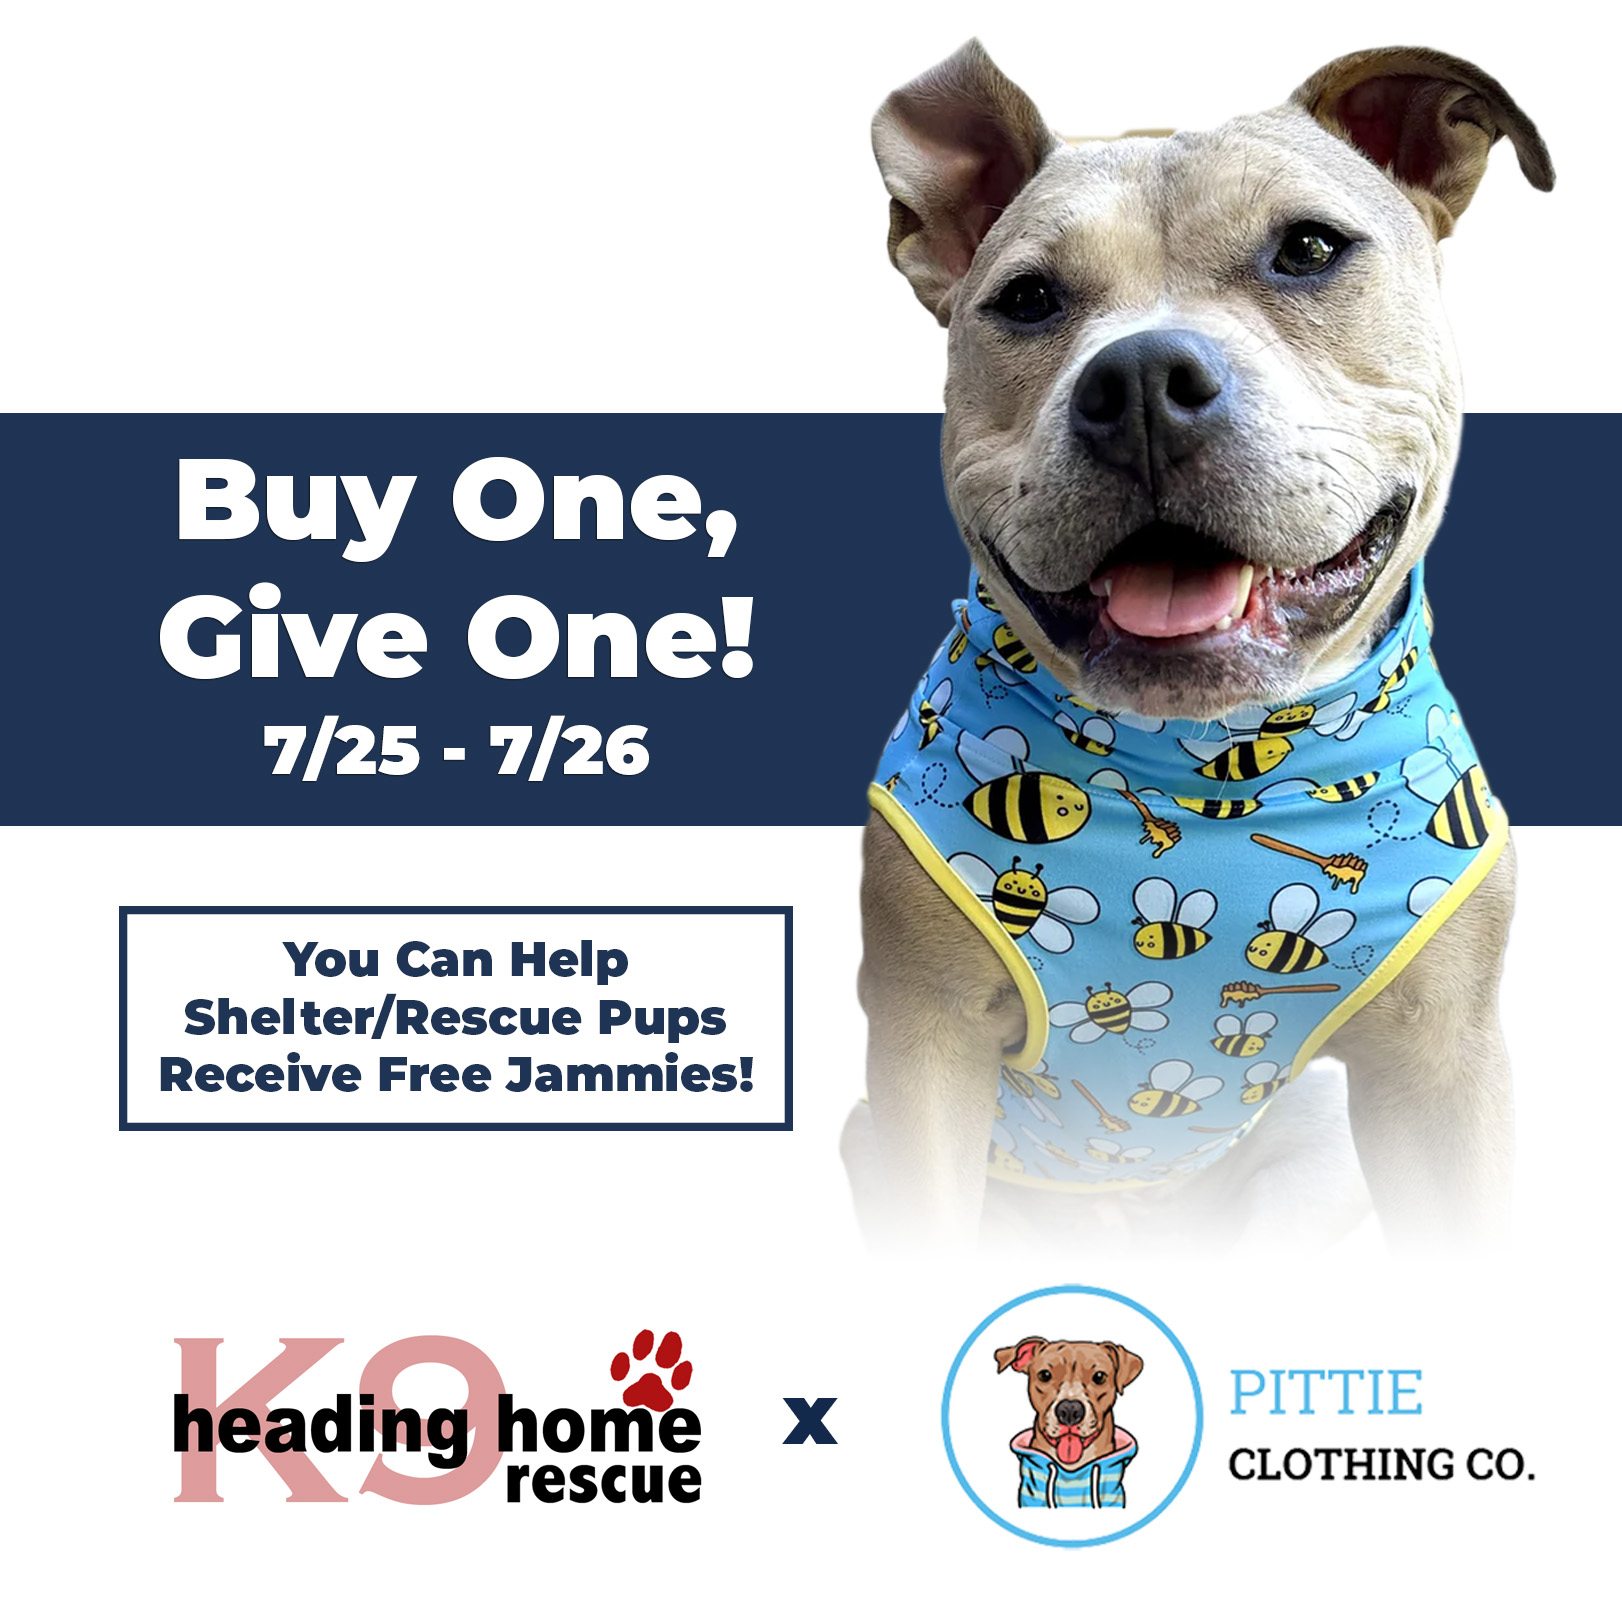 Buy One,
Give One!
7/25 - 7/26
You Can Help
Shelter/Rescue Pups
Receive Free Jammies!
K9
heading home
rescue
x
PITTIE
CLOTHING CO.